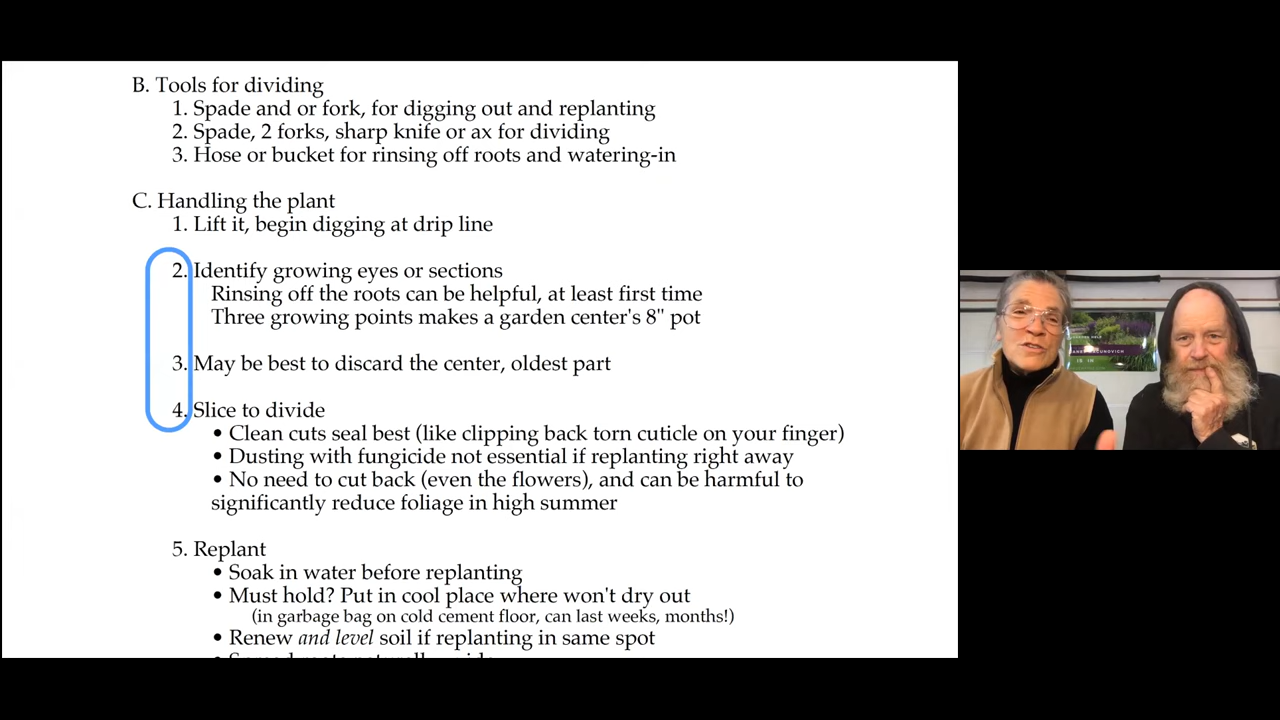 B. Tools for dividing
1. Spade and or fork, for digging out and replanting
2. Spade, 2 forks, sharp knife or ax for dividing
3. Hose or bucket for rinsing off roots and watering-in
C. Handling the plant
1. Lift it, begin digging at drip line
2. Identify growing eyes or sections
Rinsing off the roots can be helpful, at least first time
Three growing points makes a garden center's 8" pot
3. May be best to discard the center, oldest part
4. Slice to divide
• Clean cuts seal best (like clipping back torn cuticle on your finger)
• Dusting with fungicide not essential if replanting right away
• No need to cut back (even the flowers), and can be harmful to
significantly reduce foliage in high summer
5. Replant
• Soak in water before replanting
• Must hold? Put in cool place where won't dry out
(in garbage bag on cold cement floor, can last weeks, months!)
• Renew and level soil if replanting in same spot
IS IN